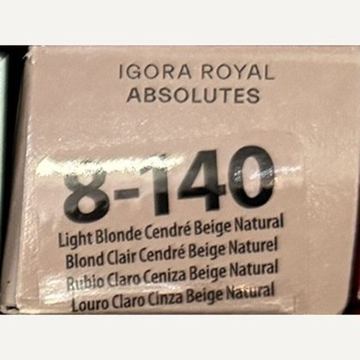 IGORA ROYAL
ABSOLUTES
8-140
Light Blonde Cendré Beige Natural
Blond Clair Cendré Beige Naturel
Rubio Claro Ceniza Beige Natural
Louro Claro Cinza Beige Natural